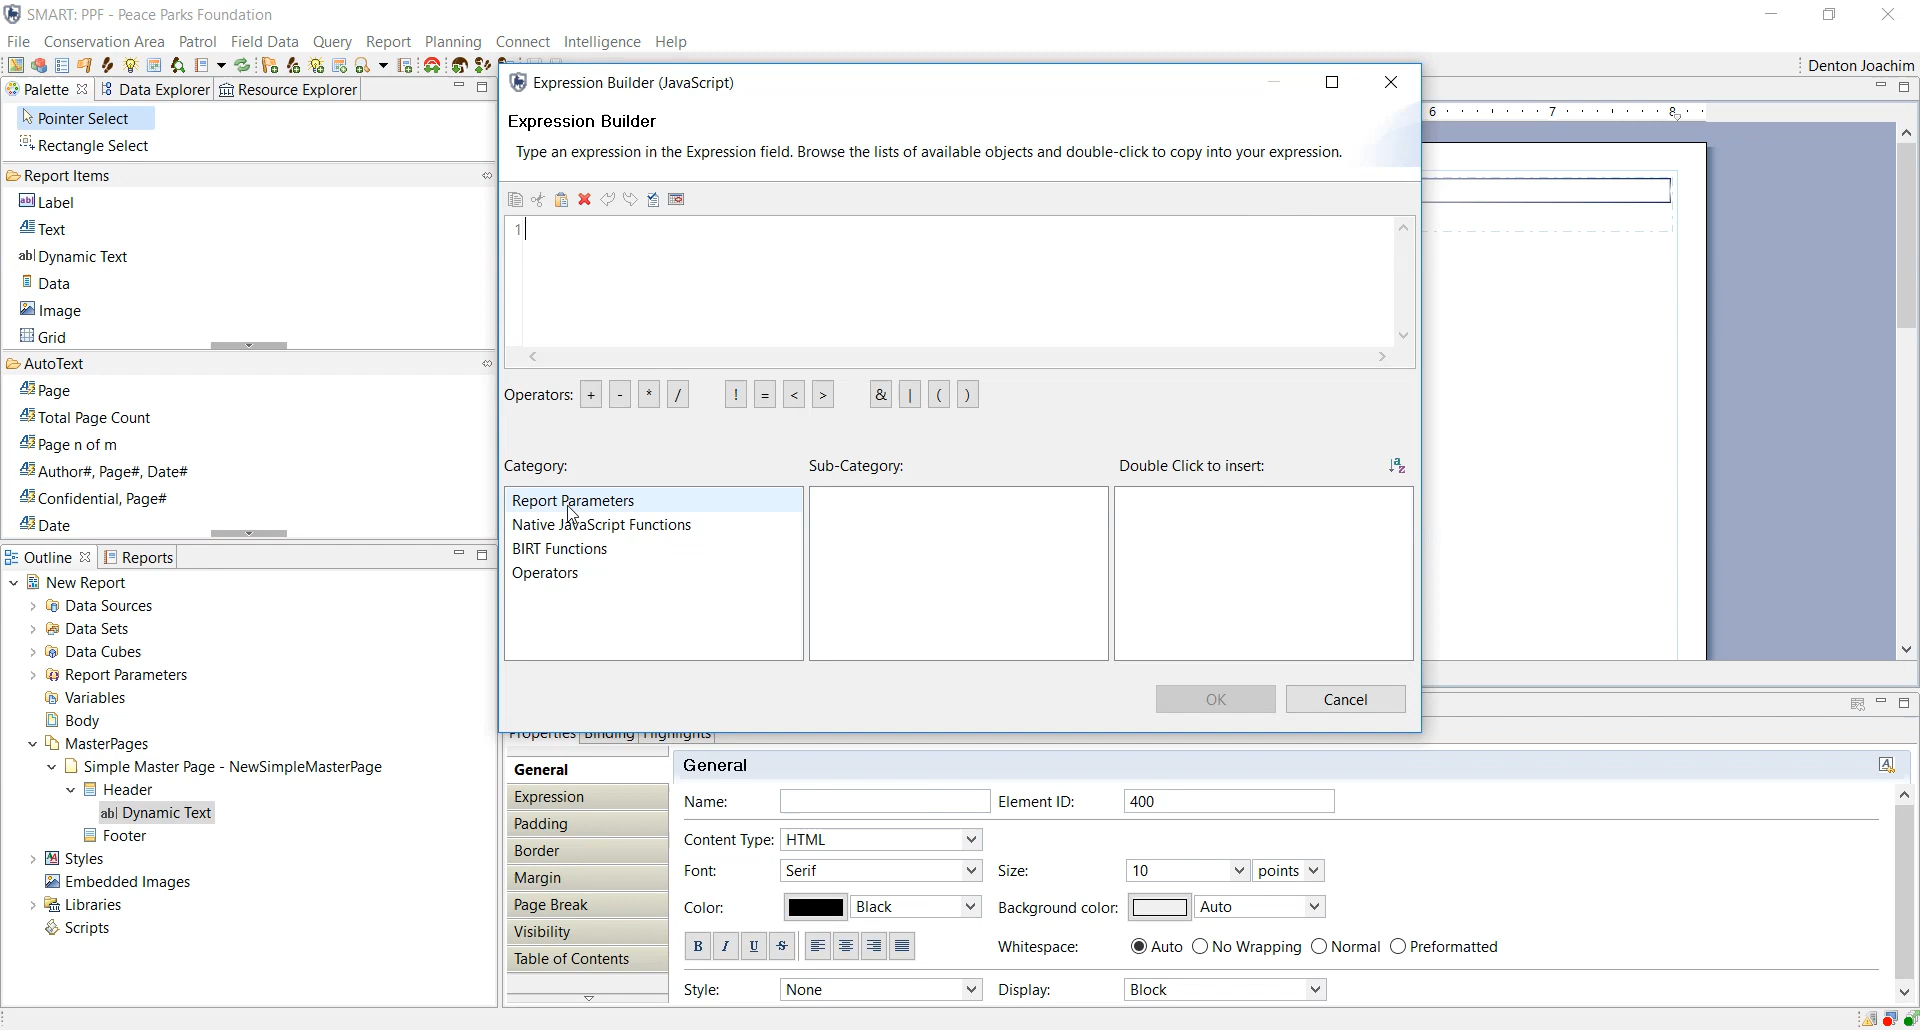 SMART: PPF - Peace Parks Foundation
File Conservation Area Patrol Field Data Query Report Planning Connect Intelligence Help
Denton Joachim
Palette Data Explorer Resource Explorer
Pointer Select
Rectangle Select
Report Items
Label
Text
ab| Dynamic Text
Data
Image
Grid
AutoText
Page
Total Page Count
Page n of m
Author#, Page#, Date#
Confidential, Page#
Date
Outline Reports
New Report
Data Sources
Data Sets
Data Cubes
Report Parameters
Variables
Body
MasterPages
Simple Master Page - NewSimpleMasterPage
Header
ab| Dynamic Text
Footer
Styles
Embedded Images
Libraries
Scripts
Expression Builder (JavaScript)
Expression Builder
Type an expression in the Expression field. Browse the lists of available objects and double-click to copy into your expression.
1
Operators: + - * / ! = < > & | ( )
Category: Sub-Category: Double Click to insert:
Report Parameters
Native JavaScript Functions
BIRT Functions
Operators
OK Cancel
6 7 8
Properties Binding Highlights
General
Expression
Padding
Border
Margin
Page Break
Visibility
Table of Contents
General
Name: Element ID: 400
Content Type: HTML
Font: Serif Size: 10 points
Color: Black Background color: Auto
B I U S Whitespace: Auto No Wrapping Normal Preformatted
Style: None Display: Block